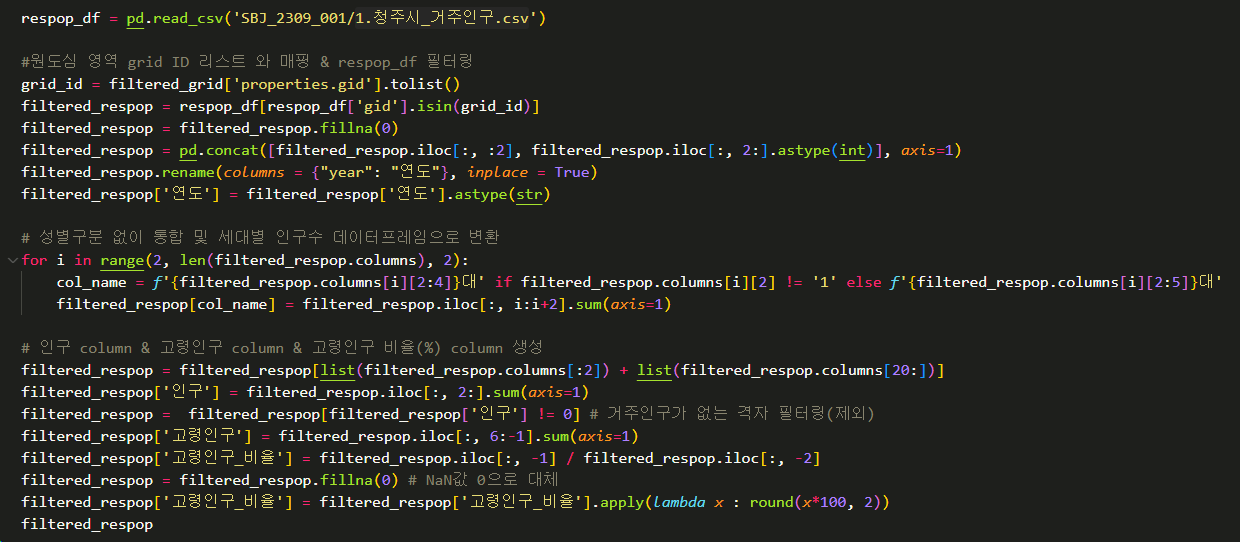 respop_df = pd.read_csv('SBJ_2309_001/1.청주시_거주인구.csv')

#원도심 영역 grid ID 리스트 와 매핑 & respop_df 필터링
grid_id = filtered_grid['properties.gid'].tolist()
filtered_respop = respop_df[respop_df['gid'].isin(grid_id)]
filtered_respop = filtered_respop.fillna(0)
filtered_respop = pd.concat([filtered_respop.iloc[:, :2], filtered_respop.iloc[:, 2:].astype(int)], axis=1)
filtered_respop.rename(columns = {"year": "연도"}, inplace = True)
filtered_respop['연도'] = filtered_respop['연도'].astype(str)

# 성별구분 없이 통합 및 세대별 인구수 데이터프레임으로 변환
for i in range(2, len(filtered_respop.columns), 2):
    col_name = f'{filtered_respop.columns[i][2:4]}대' if filtered_respop.columns[i][2] != '1' else f'{filtered_respop.columns[i][2:5]}대'
    filtered_respop[col_name] = filtered_respop.iloc[:, i:i+2].sum(axis=1)

# 인구 column & 고령인구 column & 고령인구 비율(%) column 생성
filtered_respop = filtered_respop[list(filtered_respop.columns[:2]) + list(filtered_respop.columns[20:])]
filtered_respop['인구'] = filtered_respop.iloc[:, 2:].sum(axis=1)
filtered_respop =  filtered_respop[filtered_respop['인구'] != 0] # 거주인구가 없는 격자 필터링(제외)
filtered_respop['고령인구'] = filtered_respop.iloc[:, 6:-1].sum(axis=1)
filtered_respop['고령인구_비율'] = filtered_respop.iloc[:, -1] / filtered_respop.iloc[:, -2]
filtered_respop = filtered_respop.fillna(0) # NaN값 0으로 대체
filtered_respop['고령인구_비율'] = filtered_respop['고령인구_비율'].apply(lambda x : round(x*100, 2))
filtered_respop